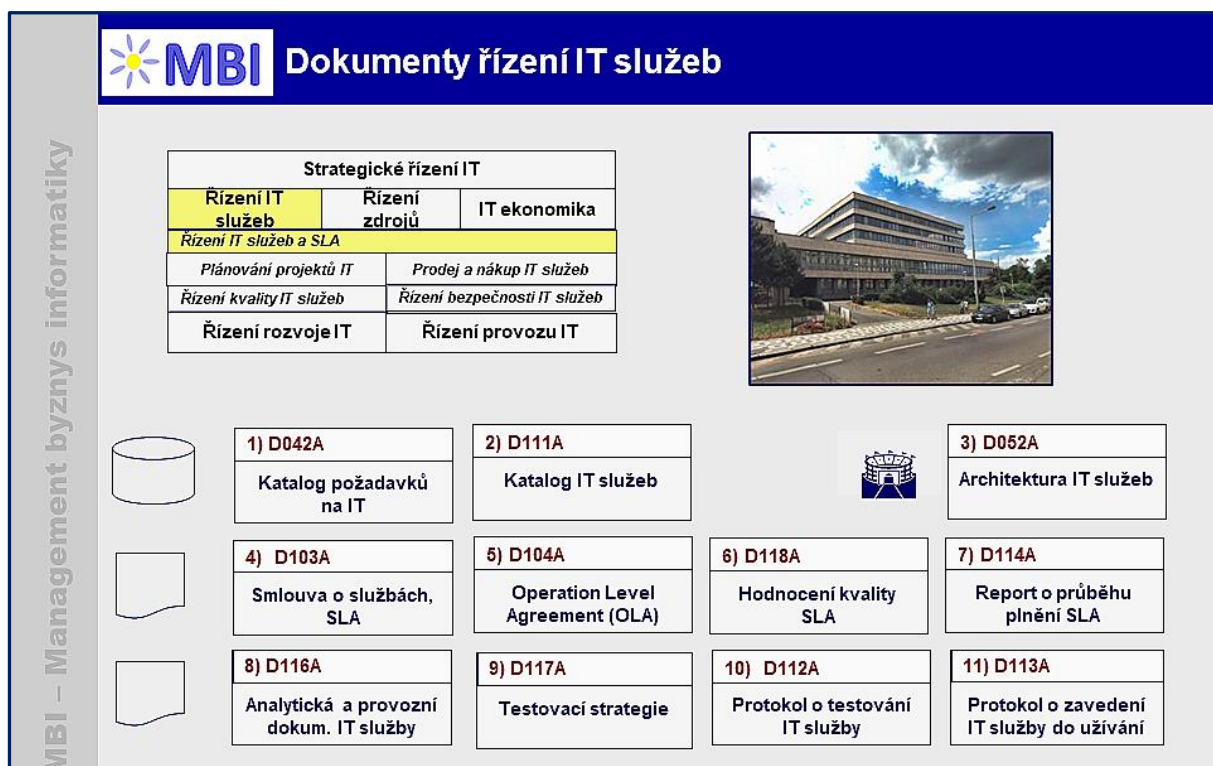 MBI Dokumenty řízení IT služeb
MBI – Management byznys informatiky
Strategické řízení IT
Řízení IT
služeb
Řízení
zdrojů
IT ekonomika
Řízení IT služeb a SLA
Plánování projektů IT
Prodej a nákup IT služeb
Řízení kvality IT služeb
Řízení bezpečnosti IT služeb
Řízení rozvoje IT
Řízení provozu IT
1) D042A
Katalog požadavků
na IT
2) D111A
Katalog IT služeb
3) D052A
Architektura IT služeb
4) D103A
Smlouva o službách,
SLA
5) D104A
Operation Level
Agreement (OLA)
6) D118A
Hodnocení kvality
SLA
7) D114A
Report o průběhu
plnění SLA
8) D116A
Analytická a provozní
dokum. IT služby
9) D117A
Testovací strategie
10) D112A
Protokol o testování
IT služby
11) D113A
Protokol o zavedení
IT služby do užívání